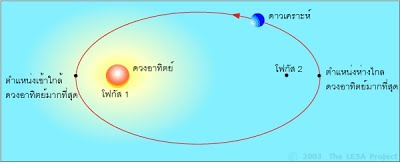 ดาวเคราะห์
ดวงอาทิตย์
ตำแหน่งเข้าใกล้
ดวงอาทิตย์มากที่สุด
โฟกัส 1
โฟกัส 2
ตำแหน่งห่างไกล
ดวงอาทิตย์มากที่สุด
© 2003 The LESA Project